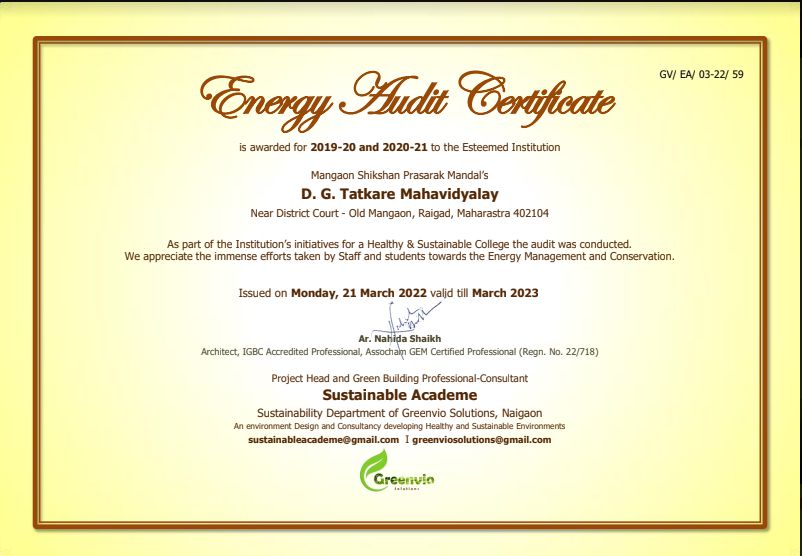 GV/ EA/ 03-22/ 59
Energy Audit Certificate
is awarded for 2019-20 and 2020-21 to the Esteemed Institution
Mangaon Shikshan Prasarak Mandal's
D. G. Tatkare Mahavidyalay
Near District Court - Old Mangaon, Raigad, Maharastra 402104
As part of the Institution's initiatives for a Healthy & Sustainable College the audit was conducted.
We appreciate the immense efforts taken by Staff and students towards the Energy Management and Conservation.
Issued on Monday, 21 March 2022 valjd till March 2023
Ar. Nahida Shaikh
Architect, IGBC Accredited Professional, Assocham GEM Certified Professional (Regn. No. 22/718)
Project Head and Green Building Professional-Consultant
Sustainable Academe
Sustainability Department of Greenvio Solutions, Naigaon
An environment Design and Consultancy developing Healthy and Sustainable Environments
sustainableacademe@gmail.com I greenviosolutions@gmail.com
Greenvio
Solutions